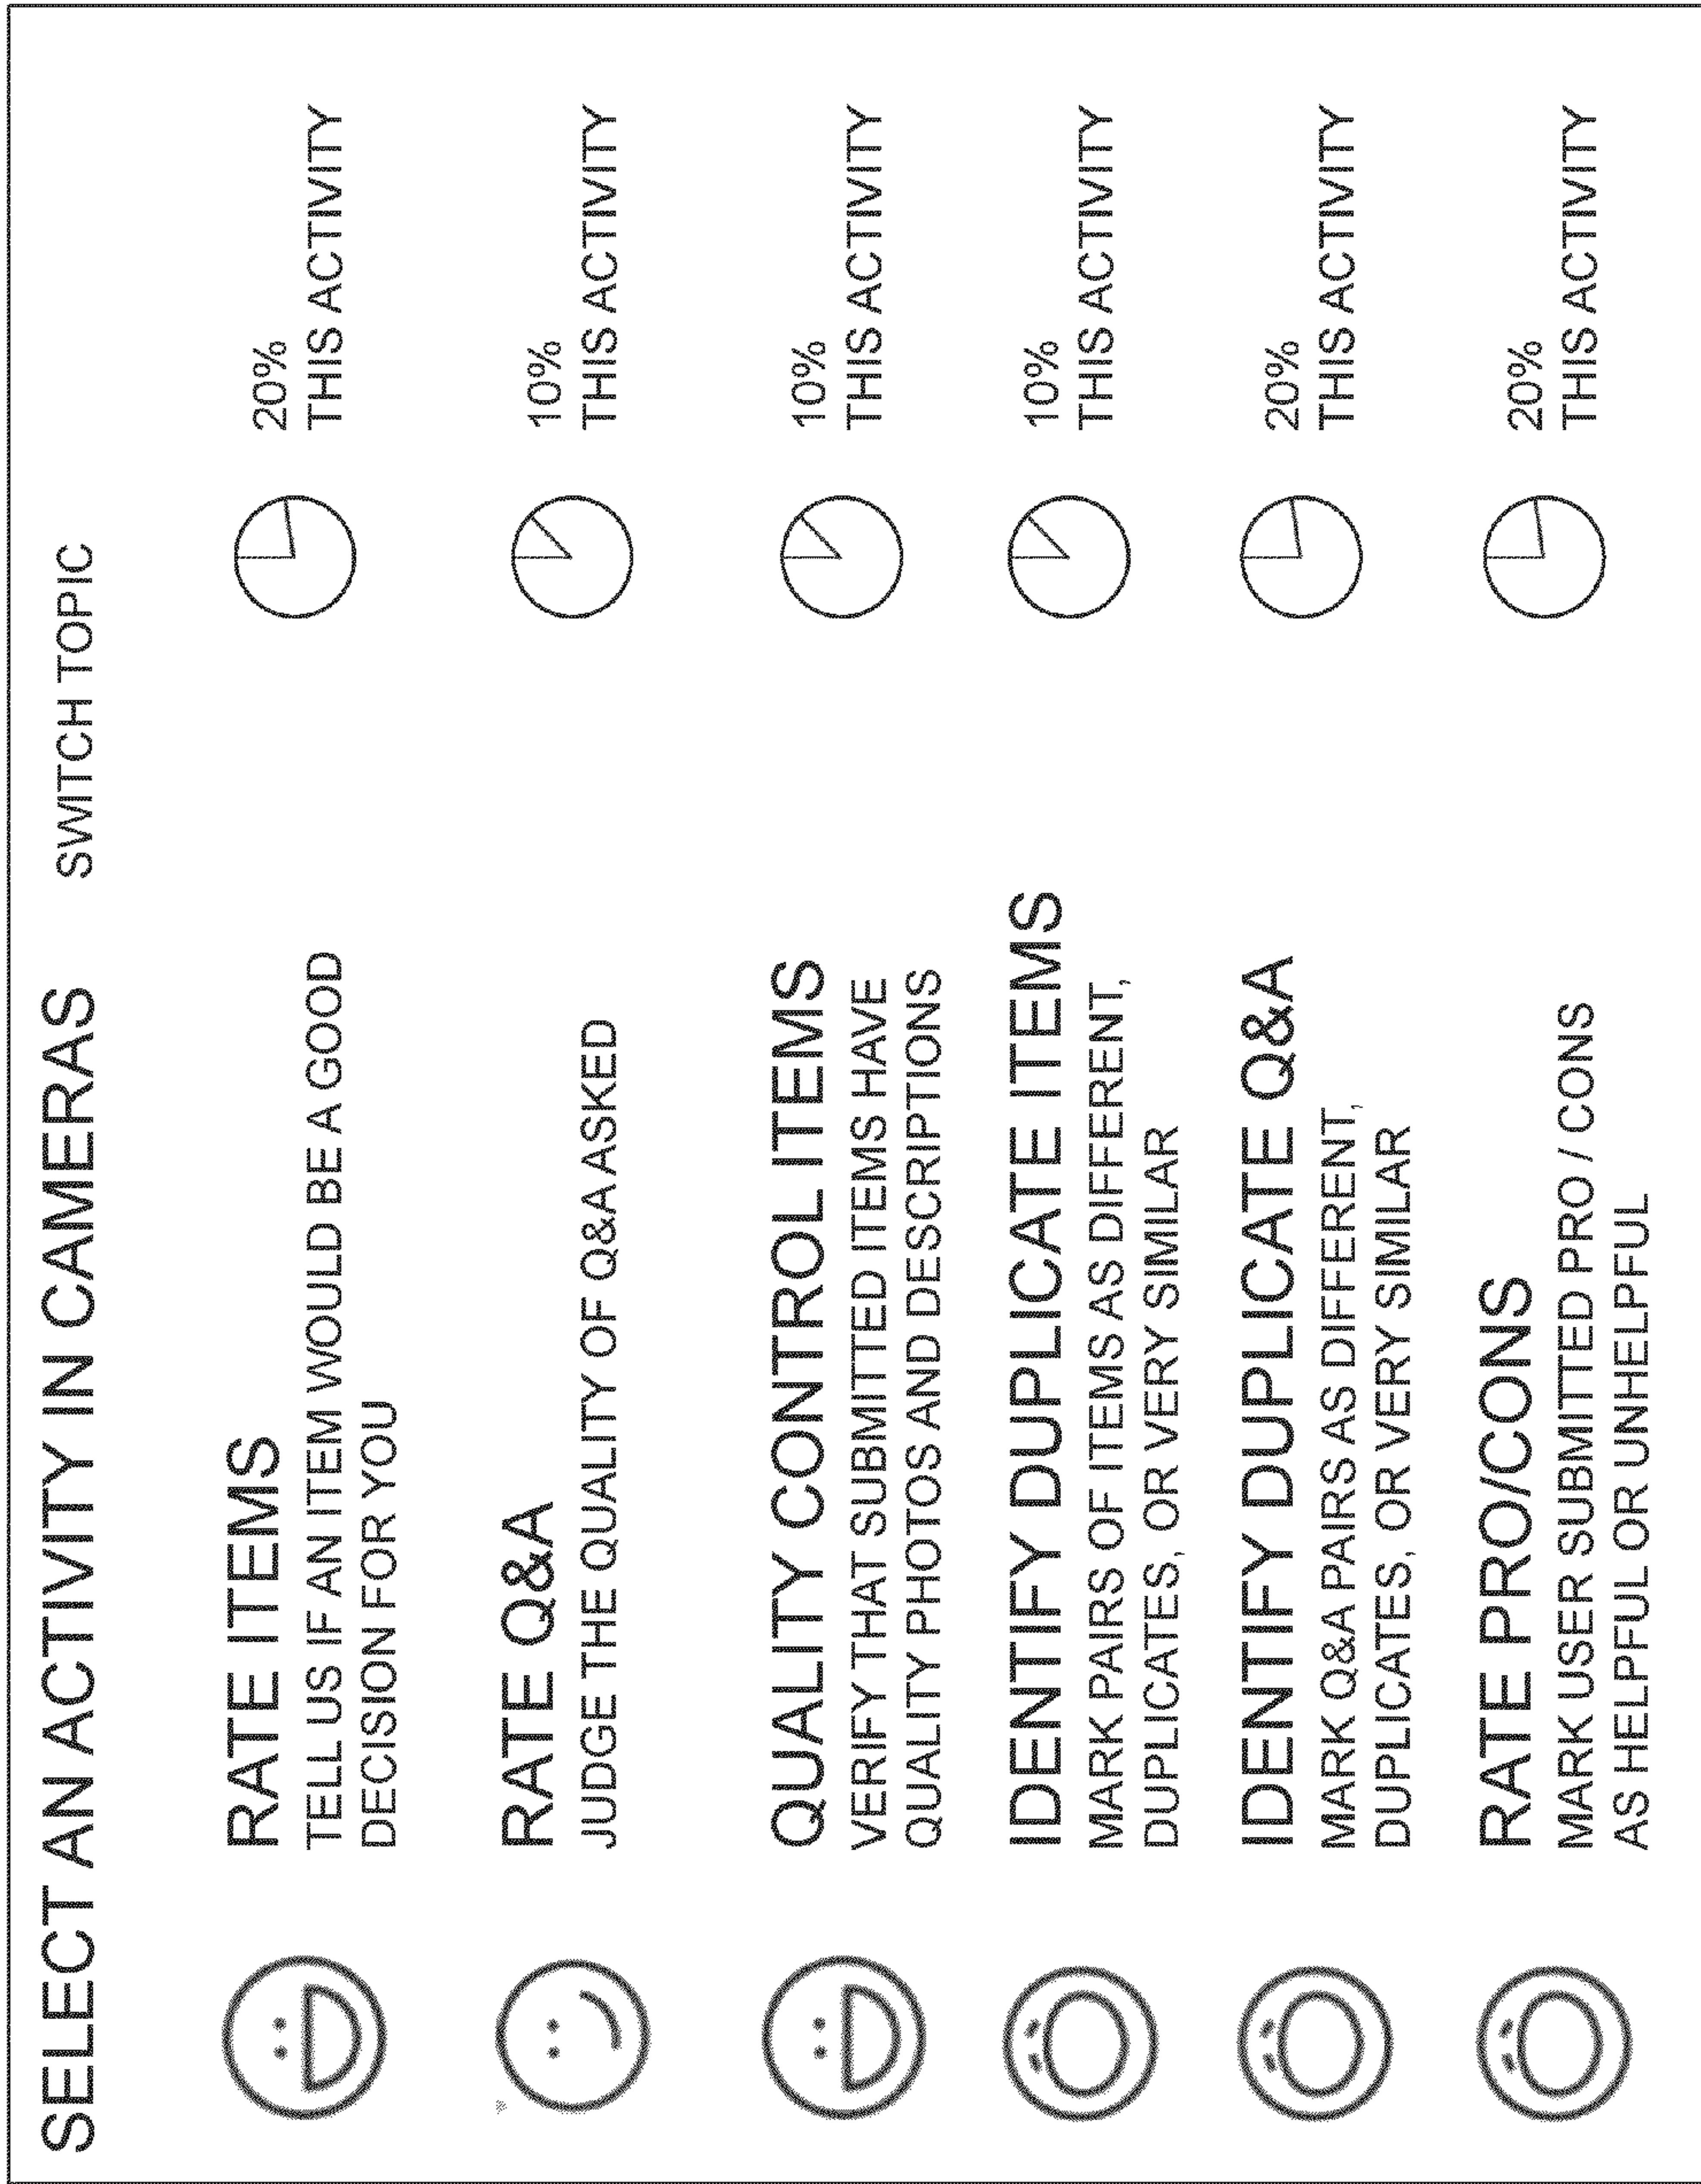 SELECT AN ACTIVITY IN CAMERAS
SWITCH TOPIC
RATE ITEMS
TELL US IF AN ITEM WOULD BE A GOOD
DECISION FOR YOU
20%
THIS ACTIVITY
RATE Q&A
JUDGE THE QUALITY OF Q&A ASKED
10%
THIS ACTIVITY
QUALITY CONTROL ITEMS
VERIFY THAT SUBMITTED ITEMS HAVE
QUALITY PHOTOS AND DESCRIPTIONS
10%
THIS ACTIVITY
IDENTIFY DUPLICATE ITEMS
MARK PAIRS OF ITEMS AS DIFFERENT,
DUPLICATES, OR VERY SIMILAR
10%
THIS ACTIVITY
IDENTIFY DUPLICATE Q&A
MARK Q&A PAIRS AS DIFFERENT,
DUPLICATES, OR VERY SIMILAR
20%
THIS ACTIVITY
RATE PRO/CONS
MARK USER SUBMITTED PRO / CONS
AS HELPFUL OR UNHELPFUL
20%
THIS ACTIVITY